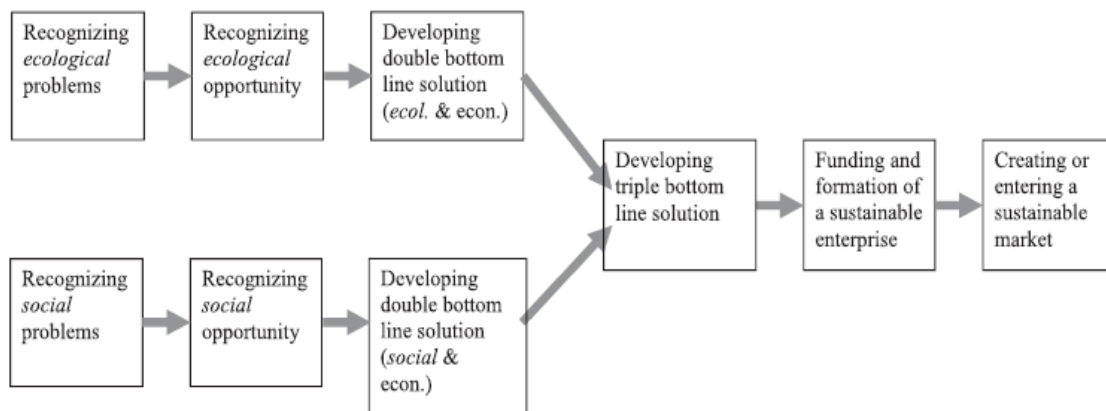 Recognizing
ecological
problems
Recognizing
ecological
opportunity
Developing
double bottom
line solution
(ecol. & econ.)
Developing
triple bottom
line solution
Funding and
formation of
a sustainable
enterprise
Creating or
entering a
sustainable
market
Recognizing
social
problems
Recognizing
social
opportunity
Developing
double bottom
line solution
(social &
econ.)